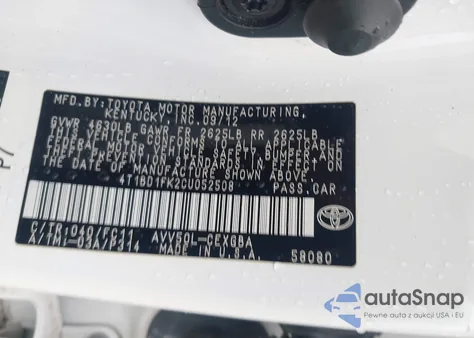 MFD.BY: TOYOTA MOTOR MANUFACTURING,
KENTUCKY, INC. 03/12
GVWR 4630LB GAWR FR 2625LB RR 2625LB
THIS VEHICLE CONFORMS TO ALL APPLICABLE
FEDERAL MOTOR VEHICLE SAFETY, BUMPER, AND
THEFT PREVENTION STANDARDS IN EFFECT ON
THE DATE OF MANUFACTURE SHOWN ABOVE.
4T1BD1FK2CU052508 PASS.CAR
C/TR: 040/FC11 AVV50L-CEXGBA
A/TM: -03A/P314 MADE IN U.S.A. 58080
P/
autoSnap
Pewne auta z aukcji USA i EU